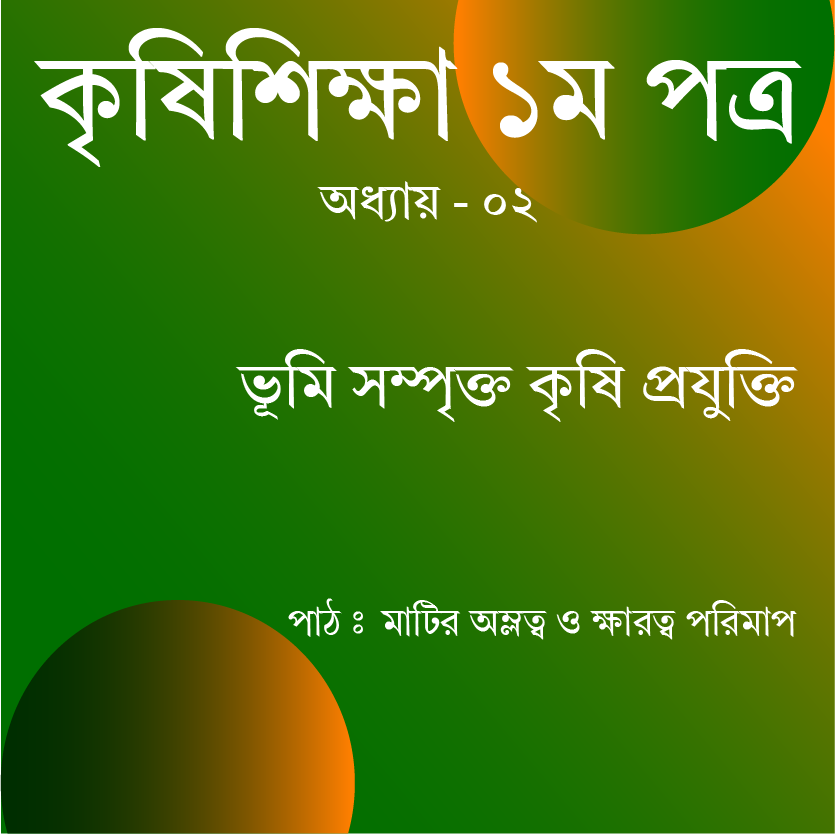 কৃষিশিক্ষা ১ম পত্র
অধ্যায় - ০২
ভূমি সম্পৃক্ত কৃষি প্রযুক্তি
পাঠ ঃ মাটির অম্লত্ব ও ক্ষারত্ব পরিমাপ